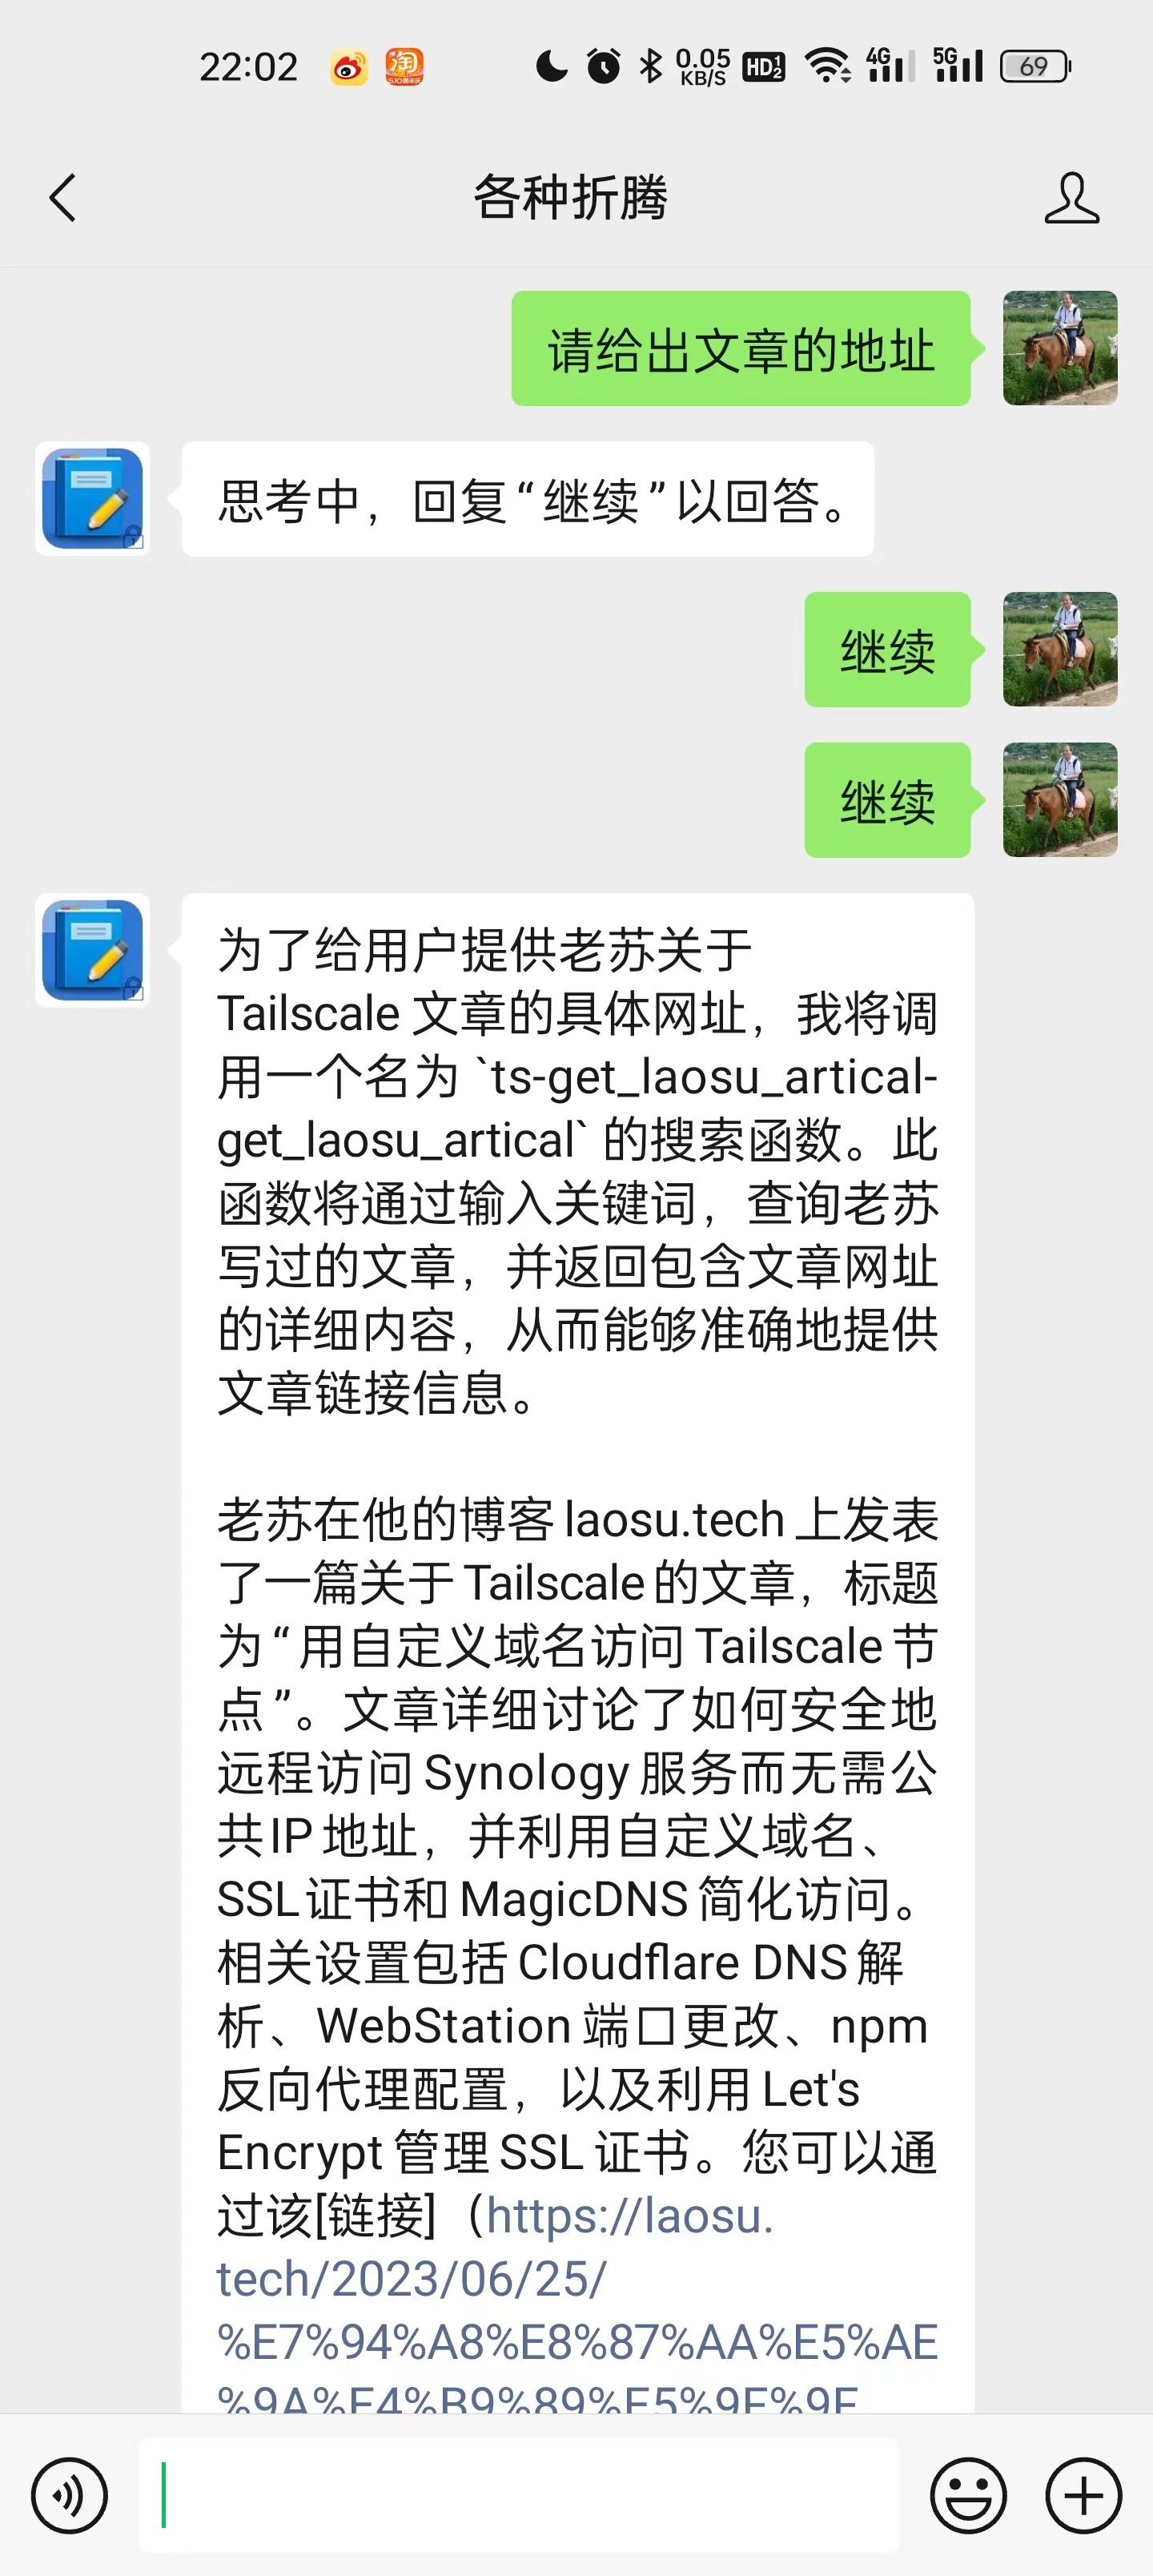 22:02
0.05
KB/S
HD
4G
5G
69
各种折腾
请给出文章的地址
思考中，回复“继续”以回答。
继续
继续
为了给用户提供老苏关于
Tailscale 文章的具体网址，我将调
用一个名为 `ts-get_laosu_artical-
get_laosu_artical` 的搜索函数。此
函数将通过输入关键词，查询老苏
写过的文章，并返回包含文章网址
的详细内容，从而能够准确地提供
文章链接信息。
老苏在他的博客 laosu.tech 上发表
了一篇关于 Tailscale 的文章，标题
为“用自定义域名访问 Tailscale 节
点”。文章详细讨论了如何安全地
远程访问 Synology 服务而无需公
共IP 地址，并利用自定义域名、
SSL证书和 MagicDNS 简化访问。
相关设置包括 Cloudflare DNS 解
析、WebStation 端口更改、npm
反向代理配置，以及利用 Let's
Encrypt 管理 SSL 证书。您可以通
过该[链接]（https://laosu.
tech/2023/06/25/
%E7%94%A8%E8%87%AA%E5%AE
%9A%E4%B9%89%E5%9F%9F